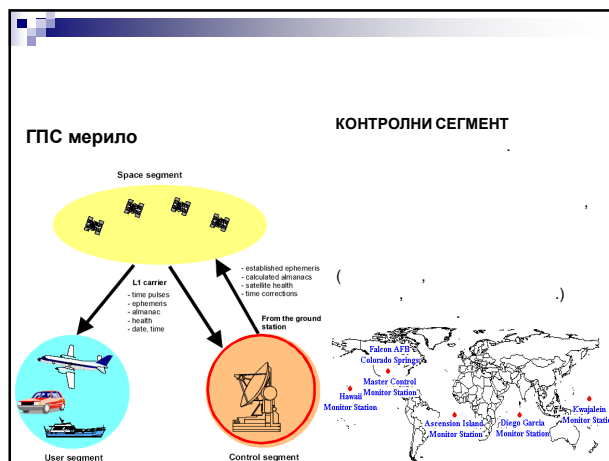 ГПС мерило
Space segment
L1 carrier
- time pulses
- ephemeris
- almanac
- health
- date, time
- established ephemeris
- calculated almanacs
- satellite health
- time corrections
From the ground
station
User segment
Control segment
КОНТРОЛНИ СЕГМЕНТ
.
,
( ,
, .)
.
Falcon AFB
Colorado Springs
Master Control
Monitor Station
Hawaii
Monitor Station
Ascension Island
Monitor Station
Diego Garcia
Monitor Station
Kwajalein
Monitor Stati